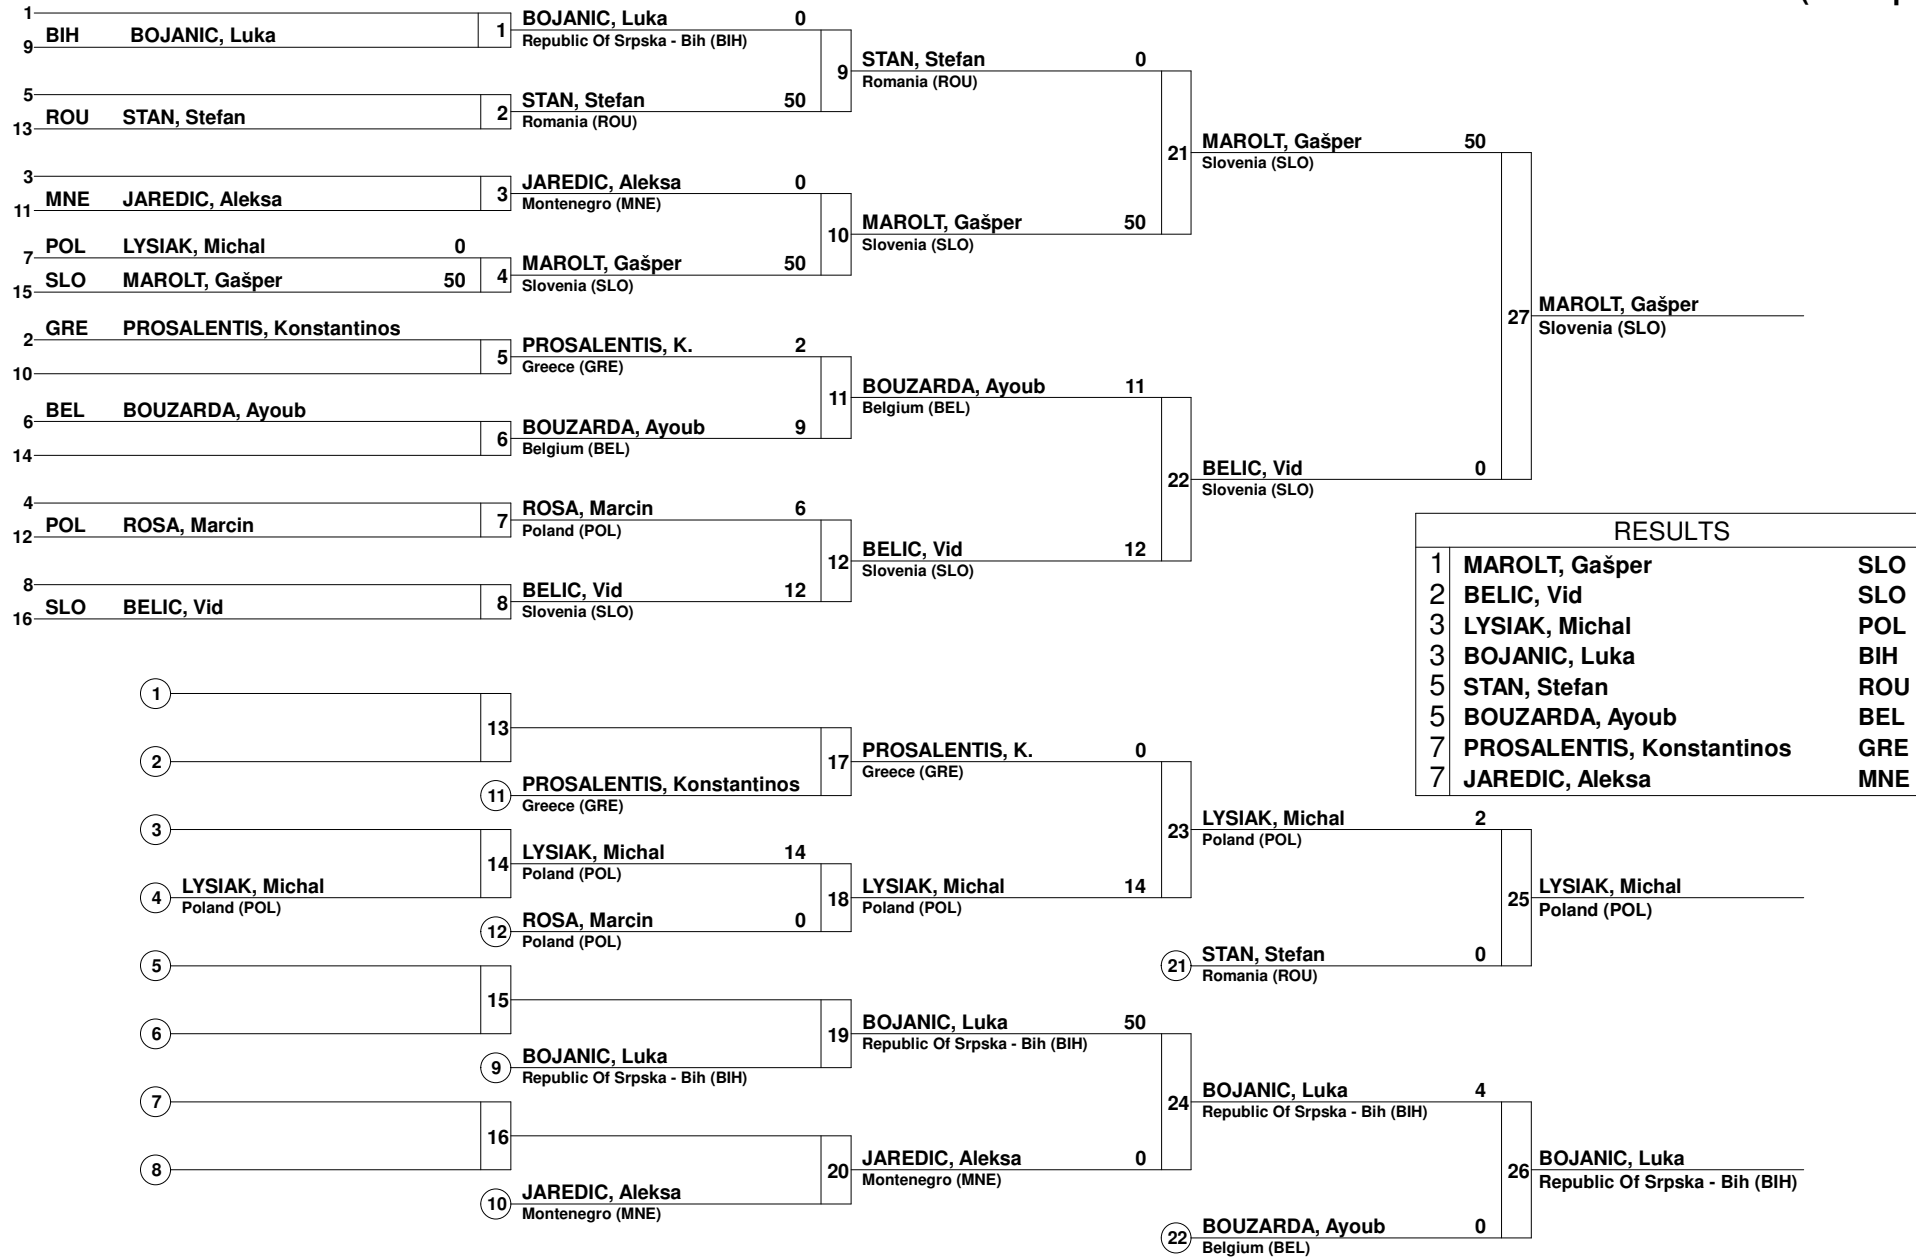 1
BIH BOJANIC, Luka
9
1
BOJANIC, Luka 0
Republic Of Srpska - Bih (BIH)
5
ROU STAN, Stefan
13
2
STAN, Stefan 50
Romania (ROU)
9
STAN, Stefan 0
Romania (ROU)
3
MNE JAREDIC, Aleksa
11
3
JAREDIC, Aleksa 0
Montenegro (MNE)
POL LYSIAK, Michal 0
7
SLO MAROLT, Gašper 50
15
4
MAROLT, Gašper 50
Slovenia (SLO)
10
MAROLT, Gašper 50
Slovenia (SLO)
21
MAROLT, Gašper 50
Slovenia (SLO)
GRE PROSALENTIS, Konstantinos
2
10
5
PROSALENTIS, K. 2
Greece (GRE)
BEL BOUZARDA, Ayoub
6
14
6
BOUZARDA, Ayoub 9
Belgium (BEL)
11
BOUZARDA, Ayoub 11
Belgium (BEL)
4
POL ROSA, Marcin
12
7
ROSA, Marcin 6
Poland (POL)
8
SLO BELIC, Vid
16
8
BELIC, Vid 12
Slovenia (SLO)
12
BELIC, Vid 12
Slovenia (SLO)
22
BELIC, Vid 0
Slovenia (SLO)
27
MAROLT, Gašper
Slovenia (SLO)
RESULTS
1 MAROLT, Gašper SLO
2 BELIC, Vid SLO
3 LYSIAK, Michal POL
3 BOJANIC, Luka BIH
5 STAN, Stefan ROU
5 BOUZARDA, Ayoub BEL
7 PROSALENTIS, Konstantinos GRE
7 JAREDIC, Aleksa MNE
1
2
13
11 PROSALENTIS, Konstantinos
Greece (GRE)
17
PROSALENTIS, K. 0
Greece (GRE)
3
4 LYSIAK, Michal
Poland (POL)
14
LYSIAK, Michal 14
Poland (POL)
12 ROSA, Marcin 0
Poland (POL)
18
LYSIAK, Michal 14
Poland (POL)
23
LYSIAK, Michal 2
Poland (POL)
21 STAN, Stefan 0
Romania (ROU)
25
LYSIAK, Michal
Poland (POL)
5
6
15
9 BOJANIC, Luka
Republic Of Srpska - Bih (BIH)
19
BOJANIC, Luka 50
Republic Of Srpska - Bih (BIH)
7
8
16
10 JAREDIC, Aleksa
Montenegro (MNE)
20
JAREDIC, Aleksa 0
Montenegro (MNE)
24
BOJANIC, Luka 4
Republic Of Srpska - Bih (BIH)
22 BOUZARDA, Ayoub 0
Belgium (BEL)
26
BOJANIC, Luka
Republic Of Srpska - Bih (BIH)